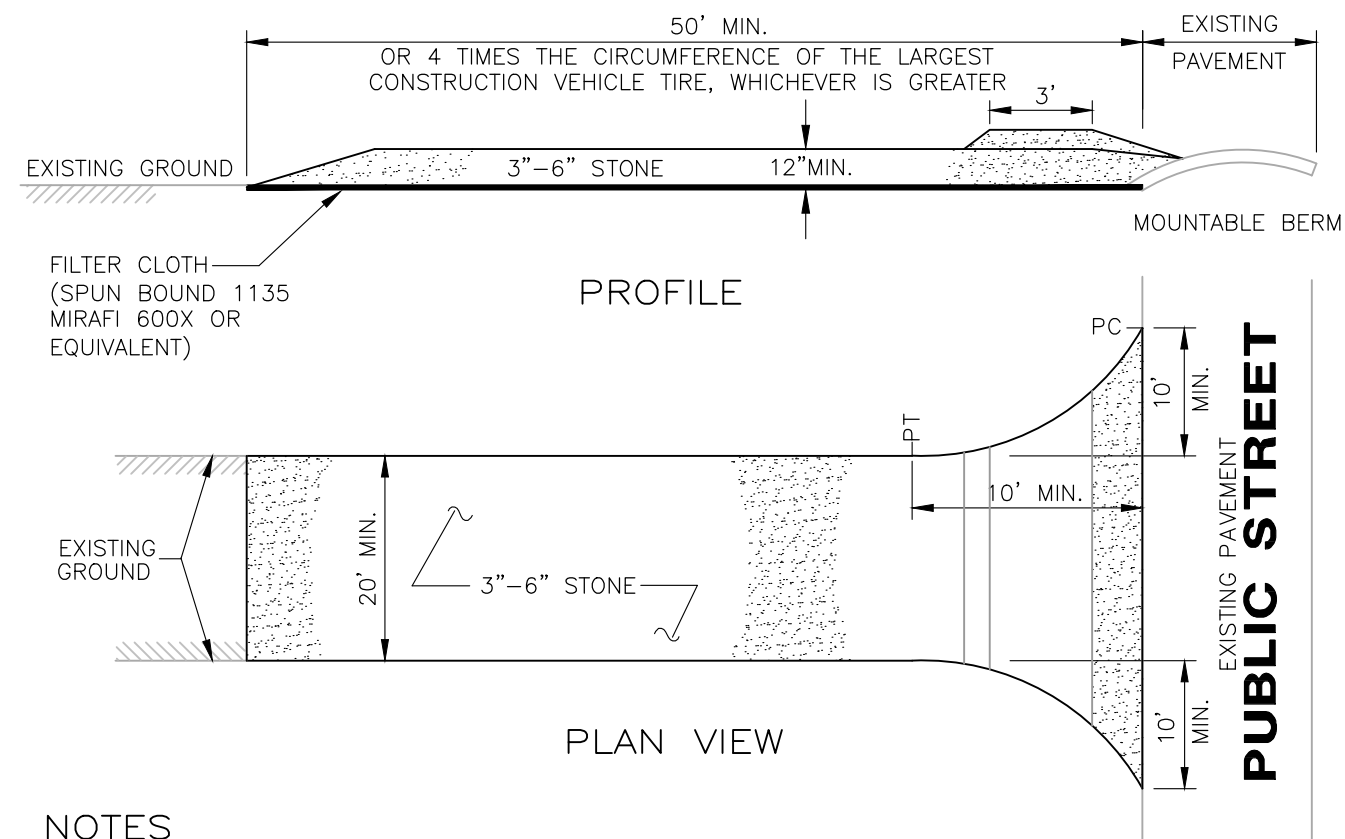 50' MIN.
OR 4 TIMES THE CIRCUMFERENCE OF THE LARGEST
CONSTRUCTION VEHICLE TIRE, WHICHEVER IS GREATER
EXISTING
PAVEMENT
3'
EXISTING GROUND
3"-6" STONE
12"MIN.
MOUNTABLE BERM
FILTER CLOTH
(SPUN BOUND 1135
MIRAFI 600X OR
EQUIVALENT)
PROFILE
PC
10'
MIN.
PT
10' MIN.
EXISTING
GROUND
20' MIN.
3"-6" STONE
EXISTING PAVEMENT
PUBLIC STREET
10'
MIN.
PLAN VIEW
NOTES